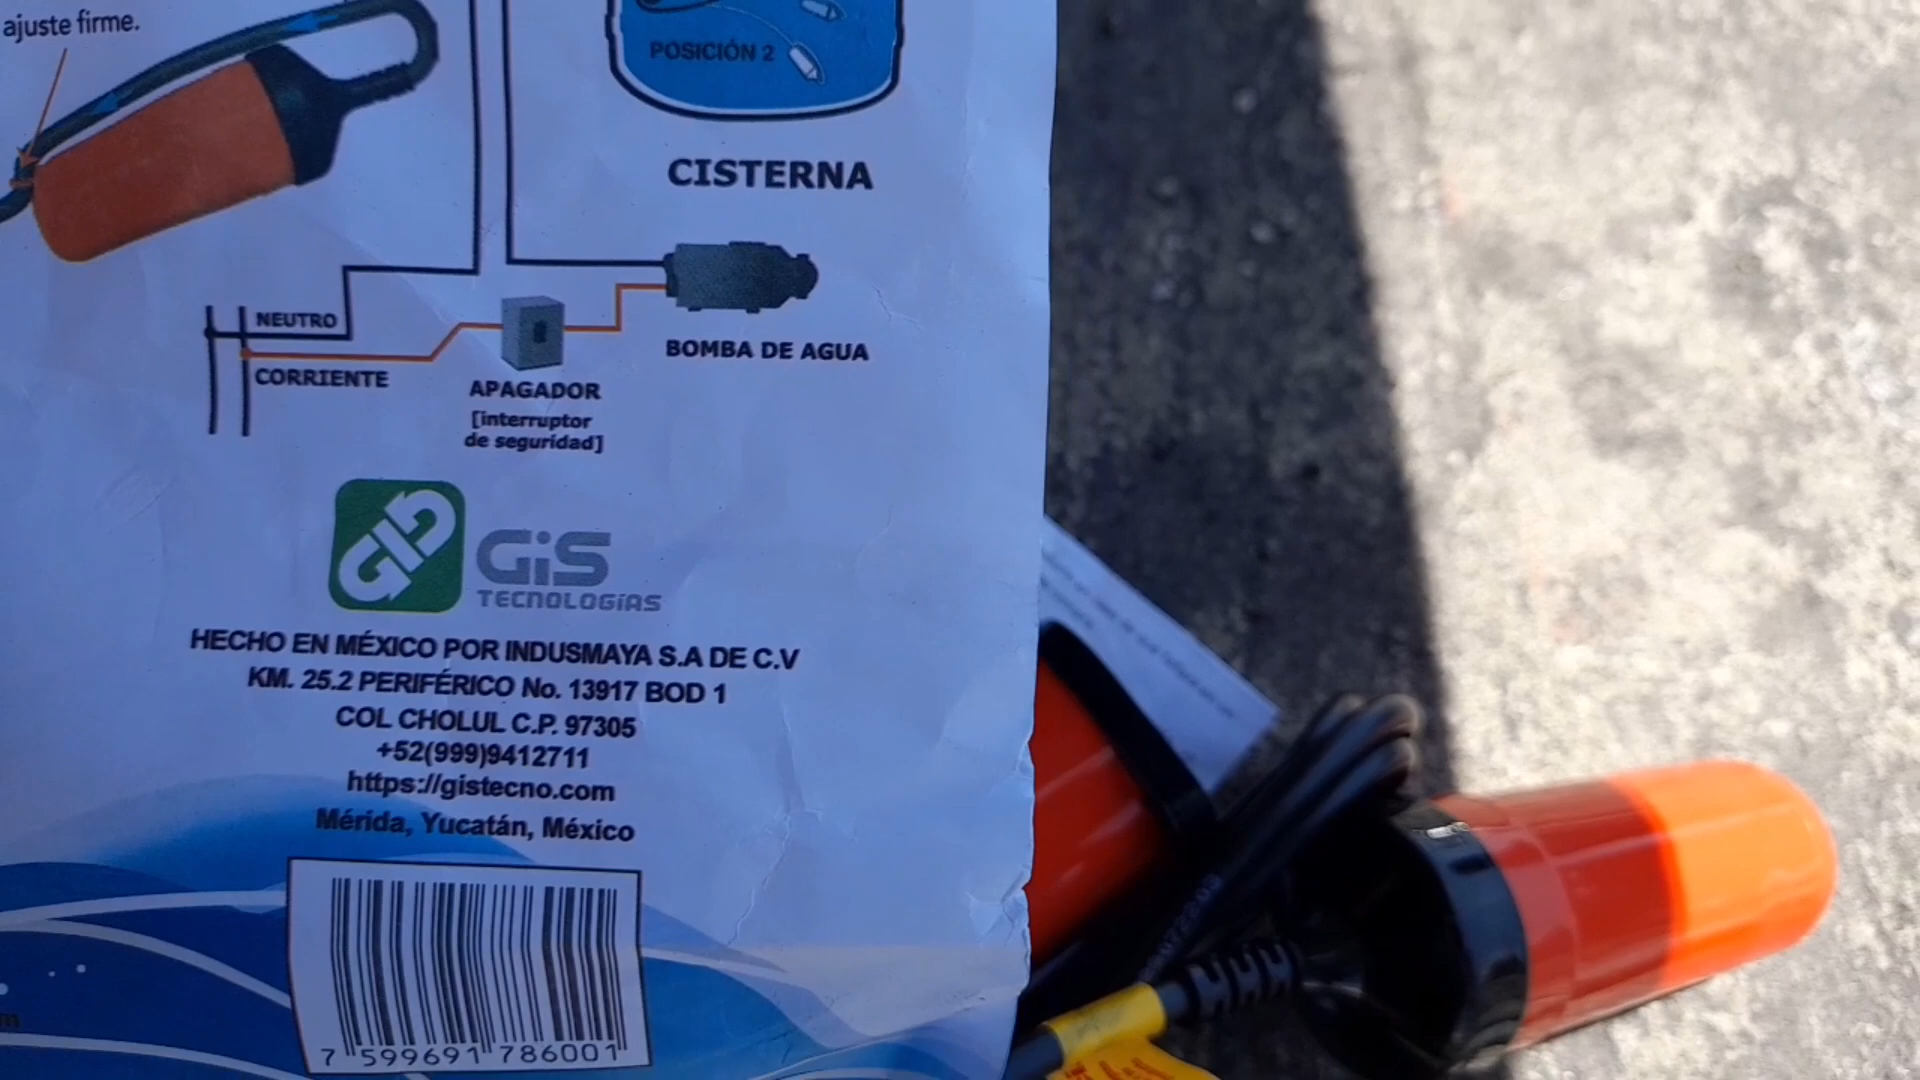 ajuste firme.
POSICIÓN 2
CISTERNA
NEUTRO
CORRIENTE
BOMBA DE AGUA
APAGADOR
[interruptor
de seguridad]
GiS
TECNOLOGíAS
HECHO EN MÉXICO POR INDUSMAYA S.A DE C.V
KM. 25.2 PERIFÉRICO No. 13917 BOD 1
COL CHOLUL C.P. 97305
+52(999)9412711
https://gistecno.com
Mérida, Yucatán, México
7 599691 786001